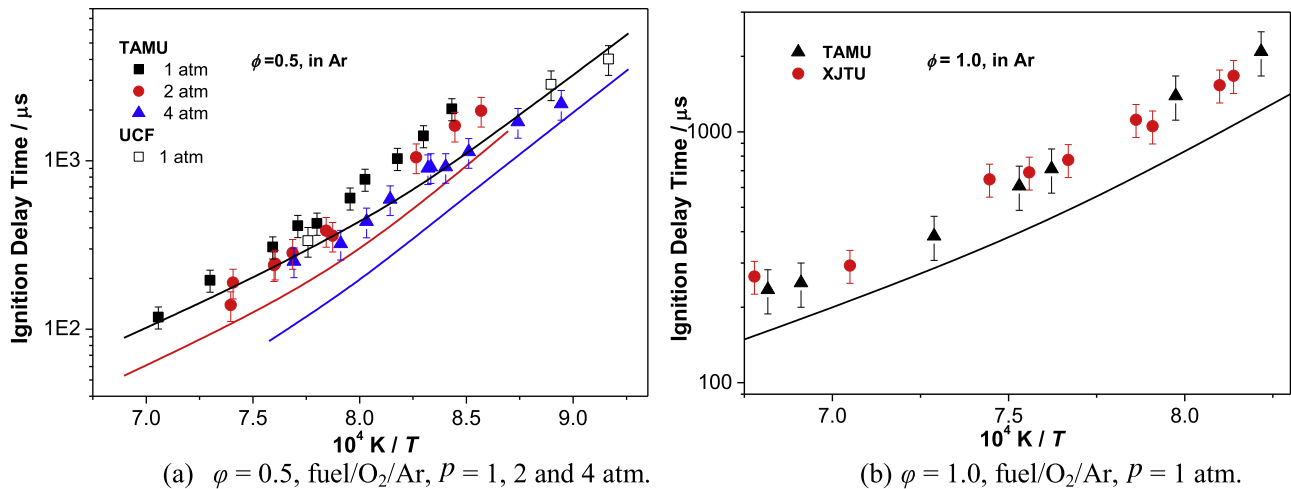 TAMU
1 atm
2 atm
4 atm
UCF
1 atm
ϕ=0.5, in Ar
Ignition Delay Time / μs
1E3
1E2
7.0 7.5 8.0 8.5 9.0
10⁴ K / T
(a) φ = 0.5, fuel/O₂/Ar, p = 1, 2 and 4 atm.
TAMU
XJTU
ϕ= 1.0, in Ar
Ignition Delay Time / μs
1000
100
7.0 7.5 8.0
10⁴ K / T
(b) φ = 1.0, fuel/O₂/Ar, p = 1 atm.